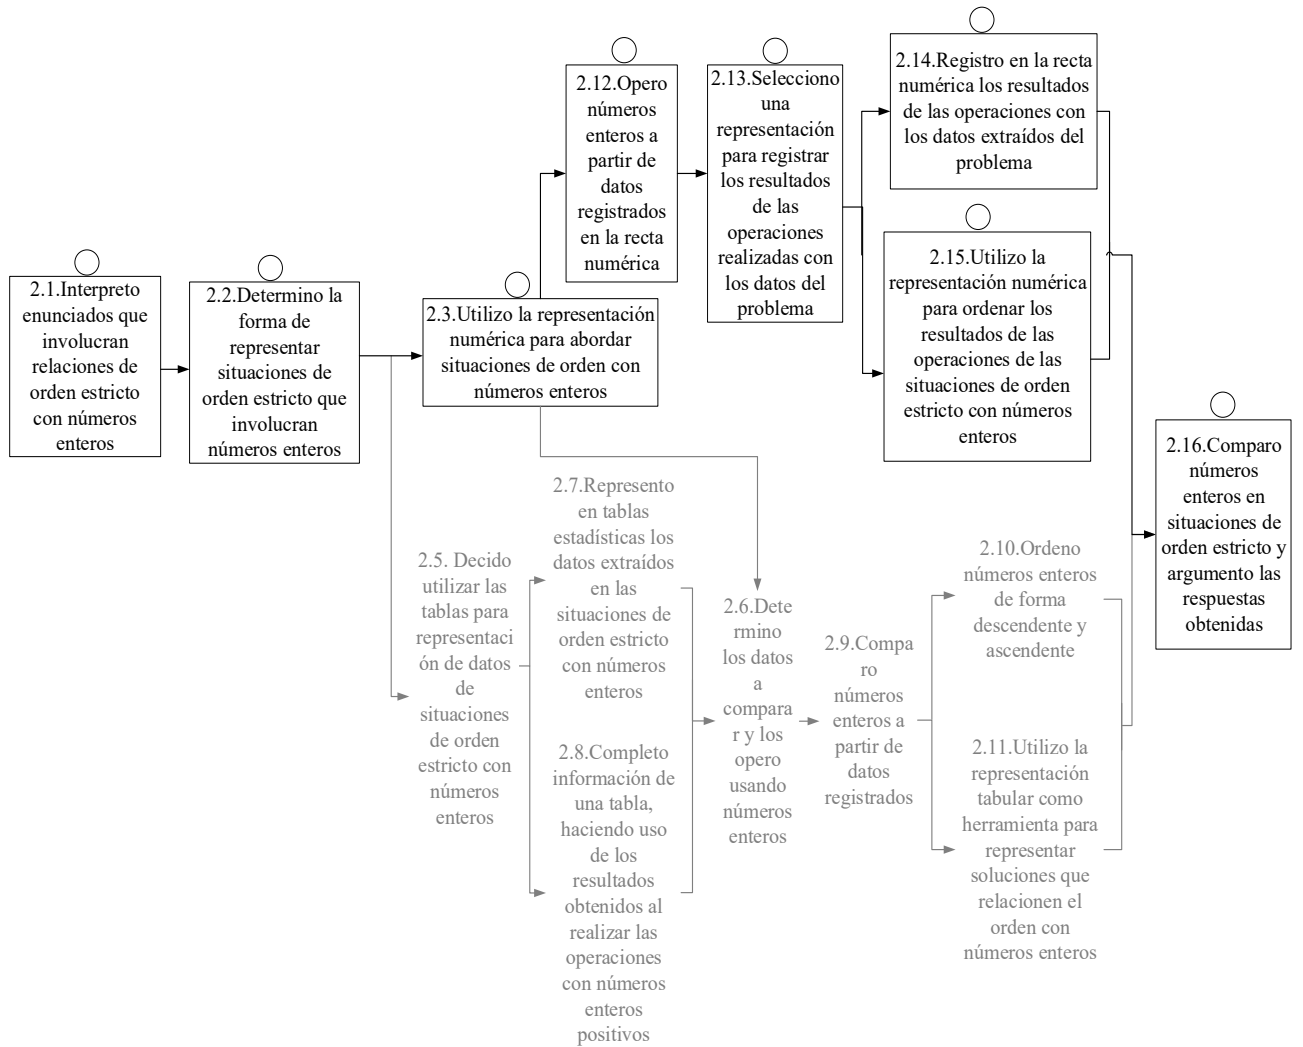 2.1.Interpreto
enunciados que
involucran
relaciones de
orden estricto
con números
enteros
2.2.Determino la
forma de
representar
situaciones de
orden estricto que
involucran
números enteros
2.3.Utilizo la representación
numérica para abordar
situaciones de orden con
números enteros
2.12.Opero
números
enteros a
partir de
datos
registrados
en la recta
numérica
2.13.Selecciono
una
representación
para registrar
los resultados
de las
operaciones
realizadas con
los datos del
problema
2.14.Registro en la recta
numérica los resultados
de las operaciones con
los datos extraídos del
problema
2.15.Utilizo la
representación numérica
para ordenar los
resultados de las
operaciones de las
situaciones de orden
estricto con números
enteros
2.16.Comparo
números
enteros en
situaciones de
orden estricto y
argumento las
respuestas
obtenidas
2.5. Decido
utilizar las
tablas para
representaci
ón de datos
de
situaciones
de orden
estricto con
números
enteros
2.7.Represento
en tablas
estadísticas los
datos extraídos
en las
situaciones de
orden estricto
con números
enteros
2.8.Completo
información de
una tabla,
haciendo uso
de los
resultados
obtenidos al
realizar las
operaciones
con números
enteros
positivos
2.6.Dete
rmino
los datos
a
compara
r y los
opero
usando
números
enteros
2.9.Compa
ro
números
enteros a
partir de
datos
registrados
2.10.Ordeno
números enteros
de forma
descendente y
ascendente
2.11.Utilizo la
representación
tabular como
herramienta para
representar
soluciones que
relacionen el
orden con
números enteros